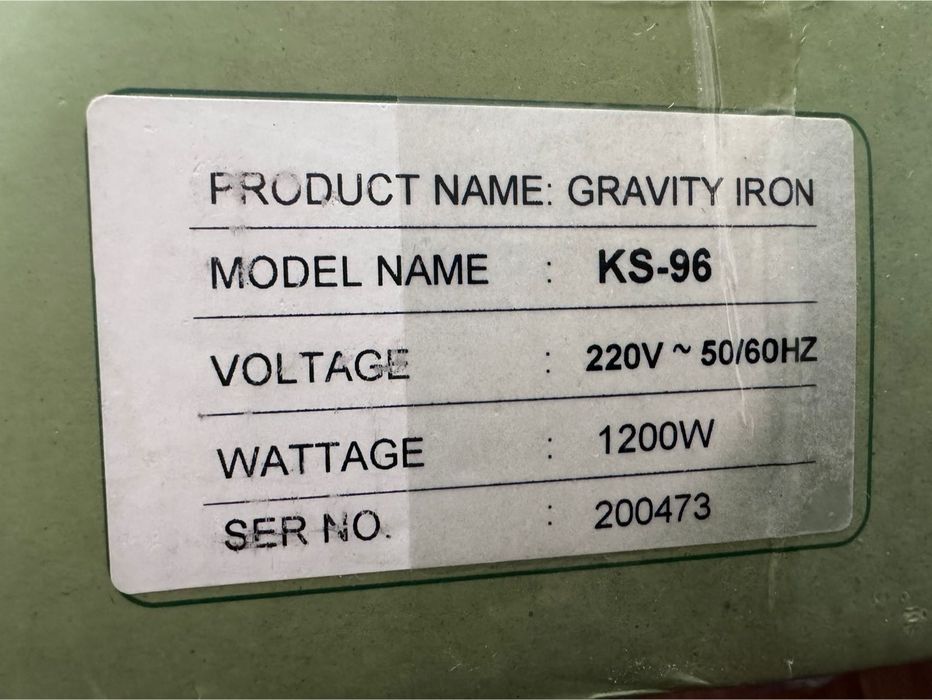 PRODUCT NAME: GRAVITY IRON
MODEL NAME : KS-96
VOLTAGE : 220V ~ 50/60HZ
WATTAGE : 1200W
SER NO. : 200473